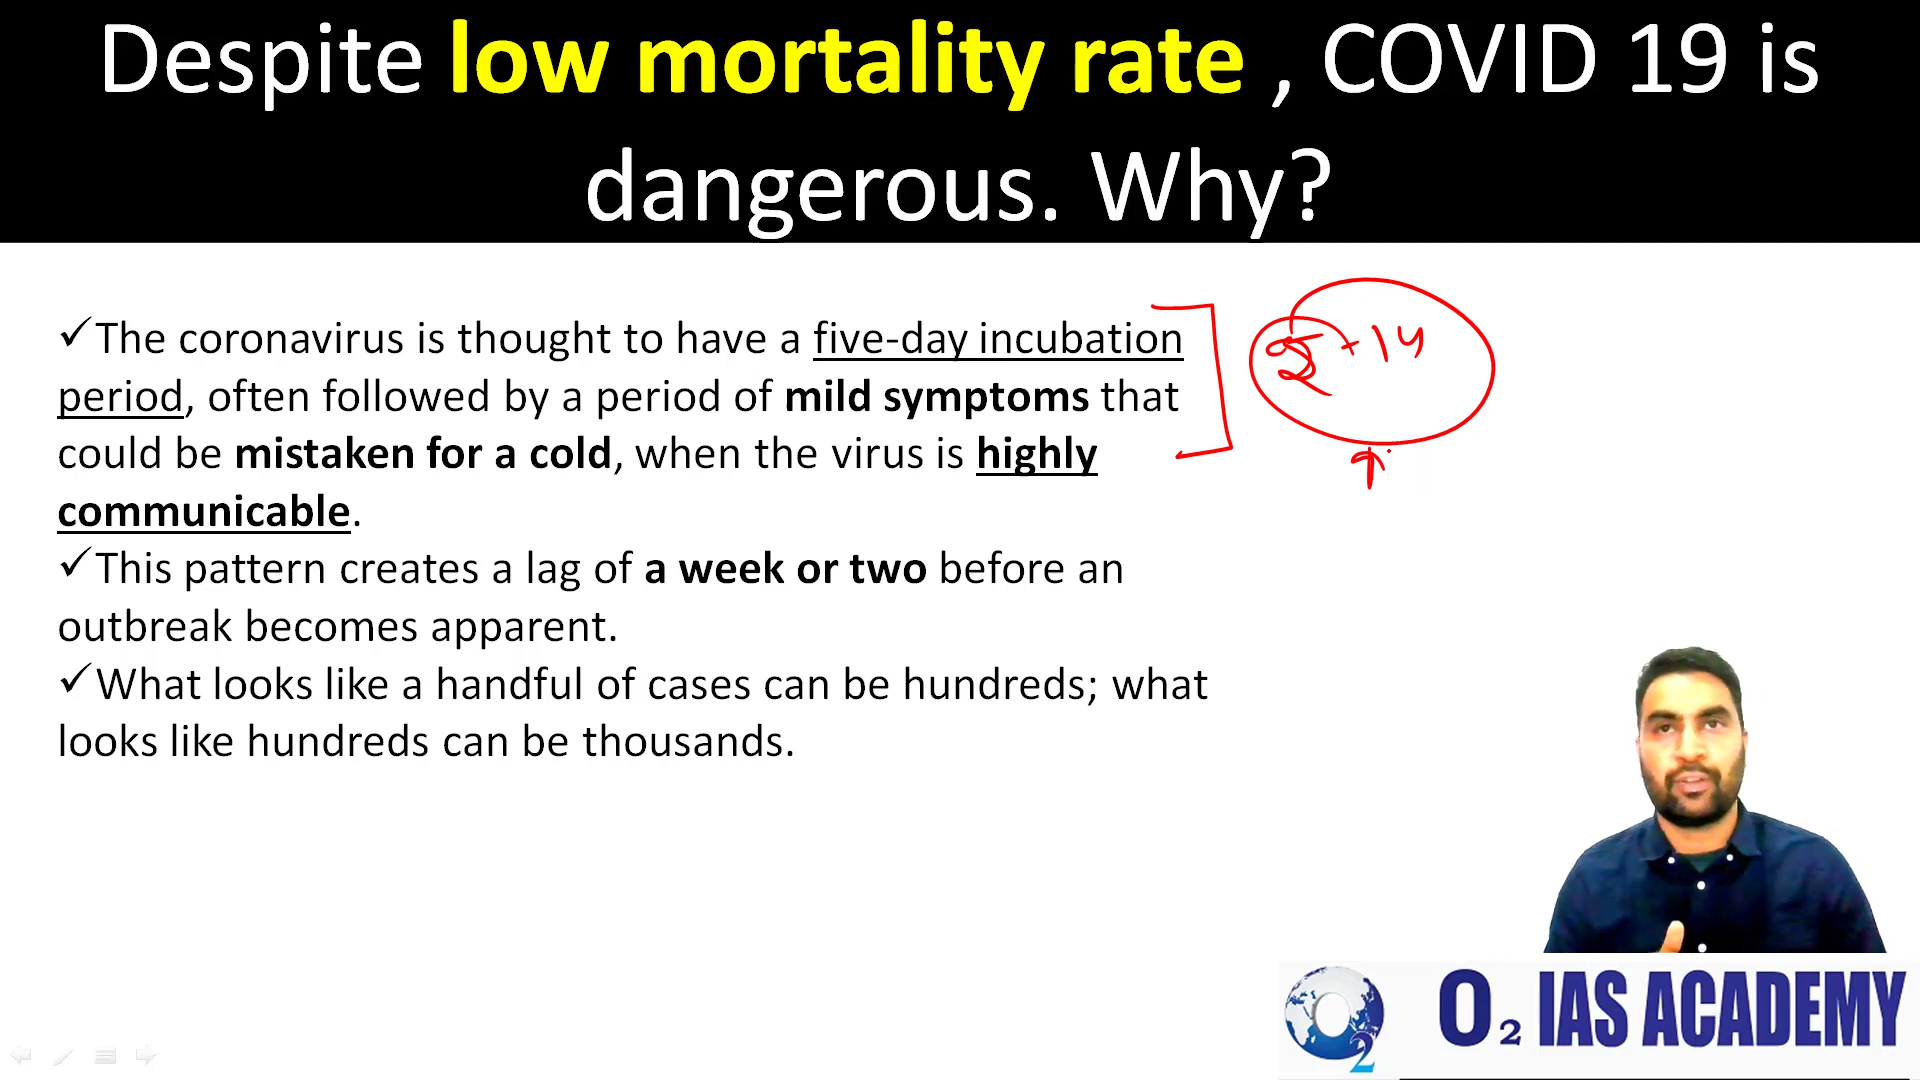 Despite low mortality rate , COVID 19 is
dangerous. Why?
✓The coronavirus is thought to have a five-day incubation
period, often followed by a period of mild symptoms that
could be mistaken for a cold, when the virus is highly
communicable.
✓This pattern creates a lag of a week or two before an
outbreak becomes apparent.
✓What looks like a handful of cases can be hundreds; what
looks like hundreds can be thousands.
14
O2
O2 IAS ACADEMY